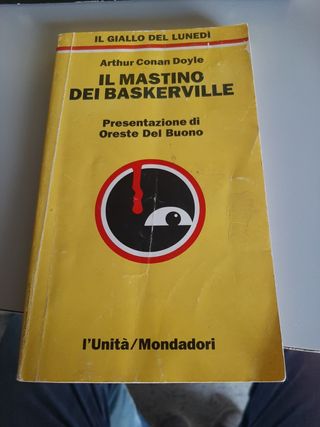 IL GIALLO DEL LUNEDÌ
Arthur Conan Doyle
IL MASTINO
DEI BASKERVILLE
Presentazione di
Oreste Del Buono
l'Unità/Mondadori